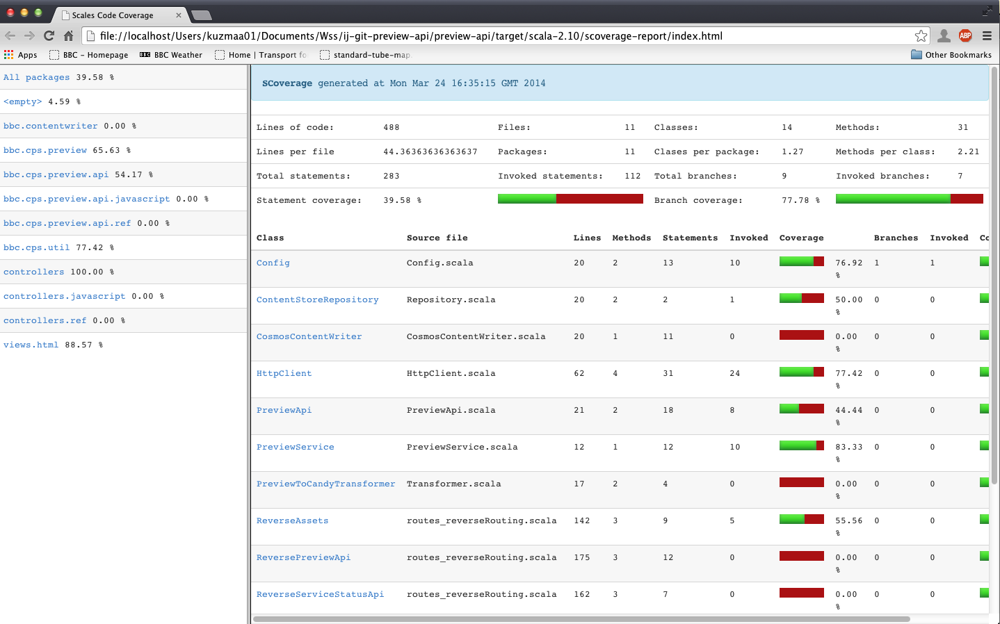 Scales Code Coverage
file://localhost/Users/kuzmaa01/Documents/Wss/ij-git-preview-api/preview-api/target/scala-2.10/scoverage-report/index.html
ABP
Apps BBC - Homepage BBC BBC Weather Home | Transport fo standard-tube-map Other Bookmarks
All packages 39.58 %
<empty> 4.59 %
bbc.contentwriter 0.00 %
bbc.cps.preview 65.63 %
bbc.cps.preview.api 54.17 %
bbc.cps.preview.api.javascript 0.00 %
bbc.cps.preview.api.ref 0.00 %
bbc.cps.util 77.42 %
controllers 100.00 %
controllers.javascript 0.00 %
controllers.ref 0.00 %
views.html 88.57 %
SCoverage generated at Mon Mar 24 16:35:15 GMT 2014
Lines of code: 488 Files: 11 Classes: 14 Methods: 31
Lines per file 44.36363636363637 Packages: 11 Clases per package: 1.27 Methods per class: 2.21
Total statements: 283 Invoked statements: 112 Total branches: 9 Invoked branches: 7
Statement coverage: 39.58 % Branch coverage: 77.78 %
Class Source file Lines Methods Statements Invoked Coverage Branches Invoked Co
Config Config.scala 20 2 13 10 76.92 % 1 1
ContentStoreRepository Repository.scala 20 2 2 1 50.00 % 0 0
CosmosContentWriter CosmosContentWriter.scala 20 1 11 0 0.00 % 0 0
HttpClient HttpClient.scala 62 4 31 24 77.42 % 0 0
PreviewApi PreviewApi.scala 21 2 18 8 44.44 % 0 0
PreviewService PreviewService.scala 12 1 12 10 83.33 % 0 0
PreviewToCandyTransformer Transformer.scala 17 2 4 0 0.00 % 0 0
ReverseAssets routes_reverseRouting.scala 142 3 9 5 55.56 % 0 0
ReversePreviewApi routes_reverseRouting.scala 175 3 12 0 0.00 % 0 0
ReverseServiceStatusApi routes_reverseRouting.scala 162 3 7 0 0.00 % 0 0